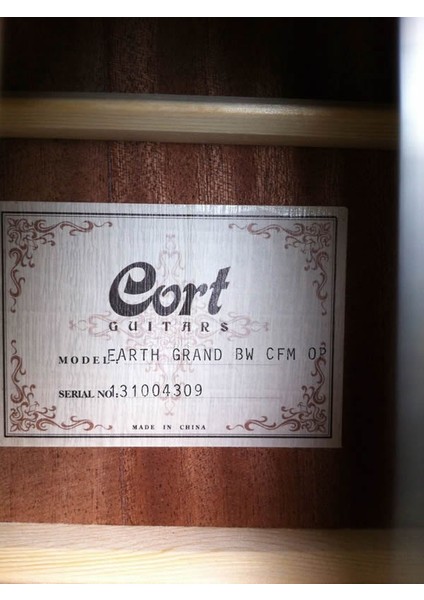 Cort
GUITARS
MODEL: EARTH GRAND BW CFM OP
SERIAL NO: 131004309
MADE IN CHINA